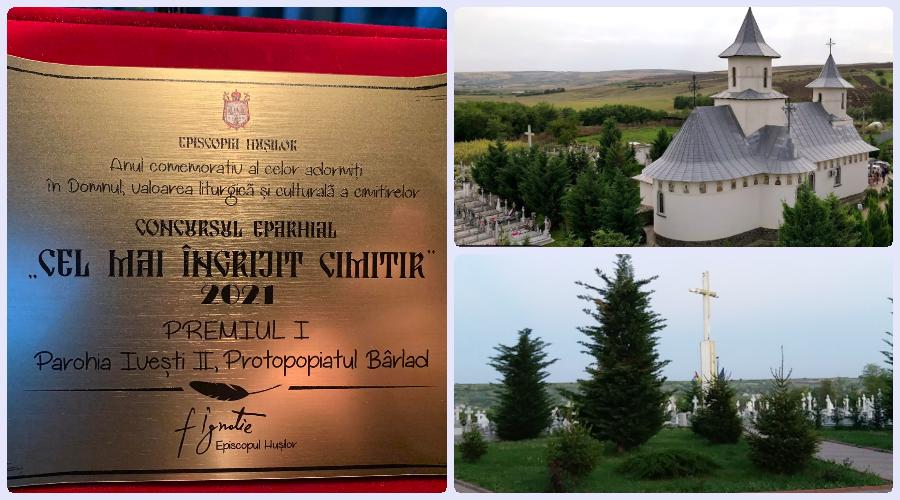 EPISCOPIA HUȘILOR
Anul comemorativ al celor adormiți
în Domnul; valoarea liturgică și culturală a cimitirelor
CONCURSUL EPARHIAL
„CEL MAI ÎNGRIJIT CIMITIR"
2021
PREMIUL I
Parohia Ivești II, Protopopiatul Bârlad
† Ignatie
Episcopul Hușilor